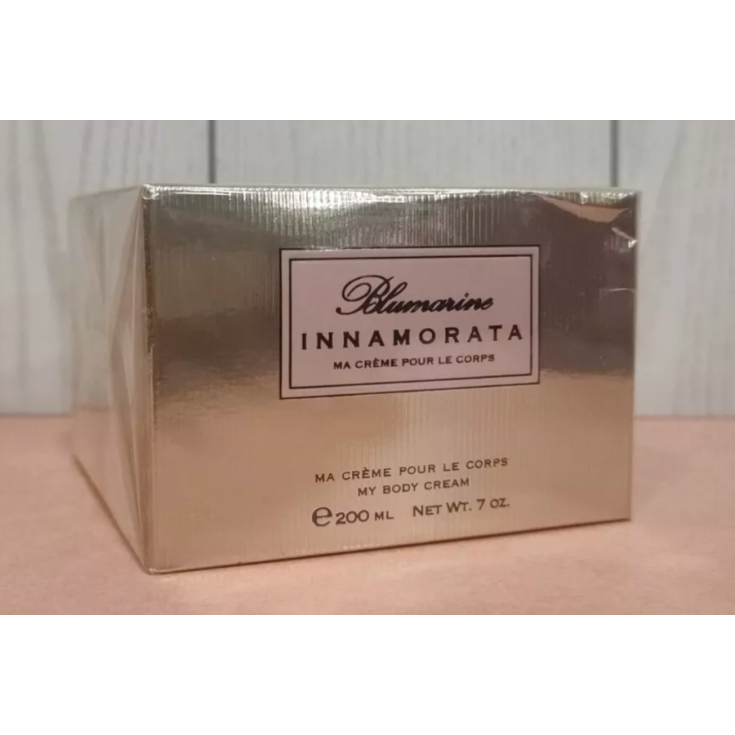 Blumarine
INNAMORATA
MA CRÈME POUR LE CORPS
MA CRÈME POUR LE CORPS
MY BODY CREAM
℮ 200 ML NET WT. 7 OZ.